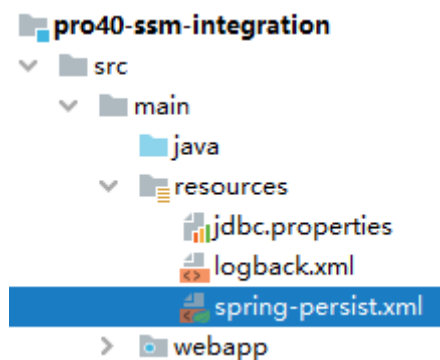 pro40-ssm-integration
src
main
java
resources
jdbc.properties
logback.xml
spring-persist.xml
webapp